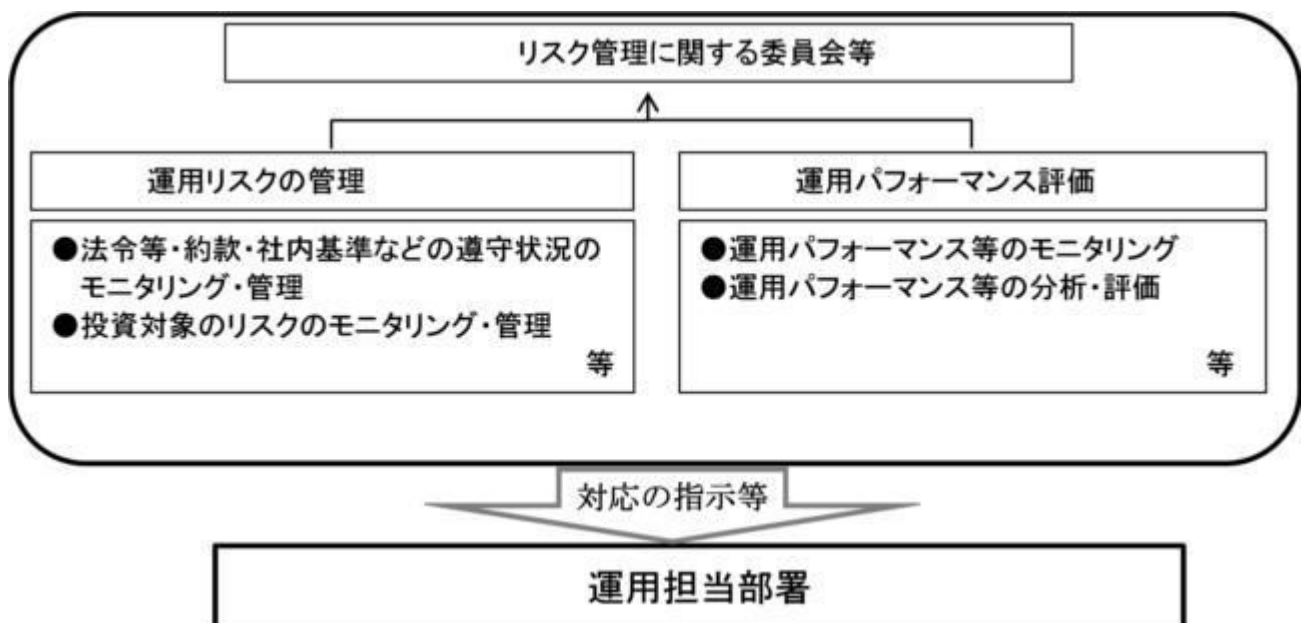 リスク管理に関する委員会等
運用リスクの管理
運用パフォーマンス評価
●法令等・約款・社内基準などの遵守状況の
モニタリング・管理
●投資対象のリスクのモニタリング・管理
等
●運用パフォーマンス等のモニタリング
●運用パフォーマンス等の分析・評価
等
対応の指示等
運用担当部署